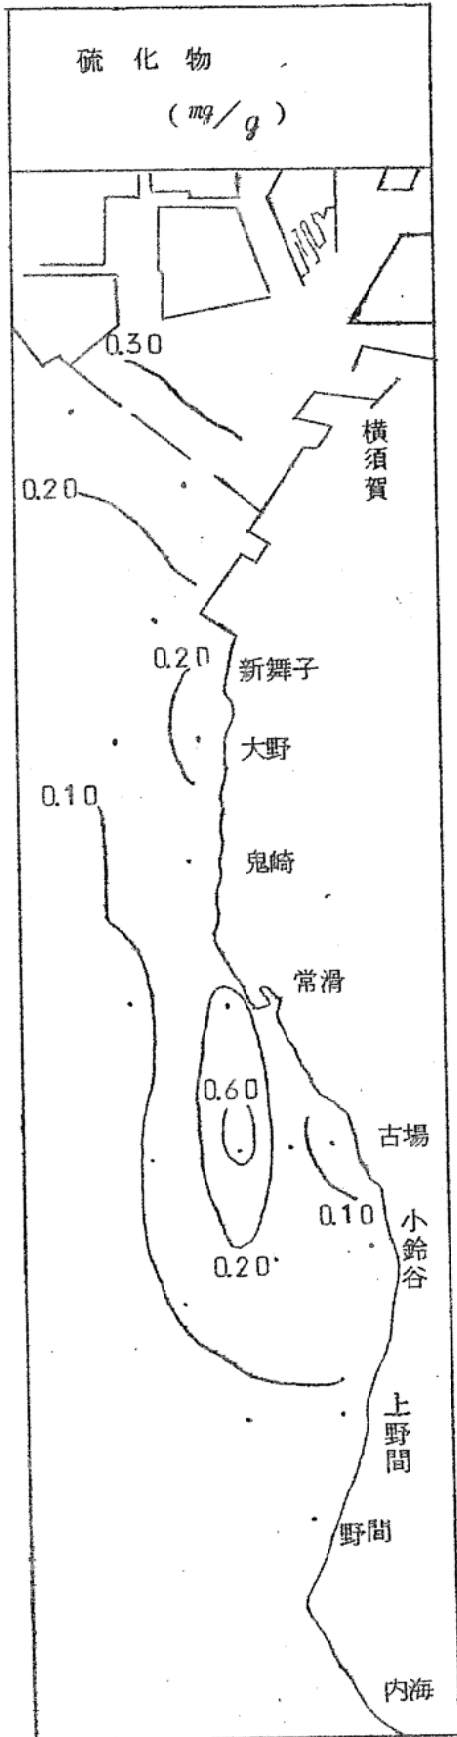 硫化物
(mg/g)
0.30
横須賀
0.20
0.20
新舞子
大野
0.10
鬼崎
常滑
0.60
古場
0.10
小鈴谷
0.20
上野間
野間
内海